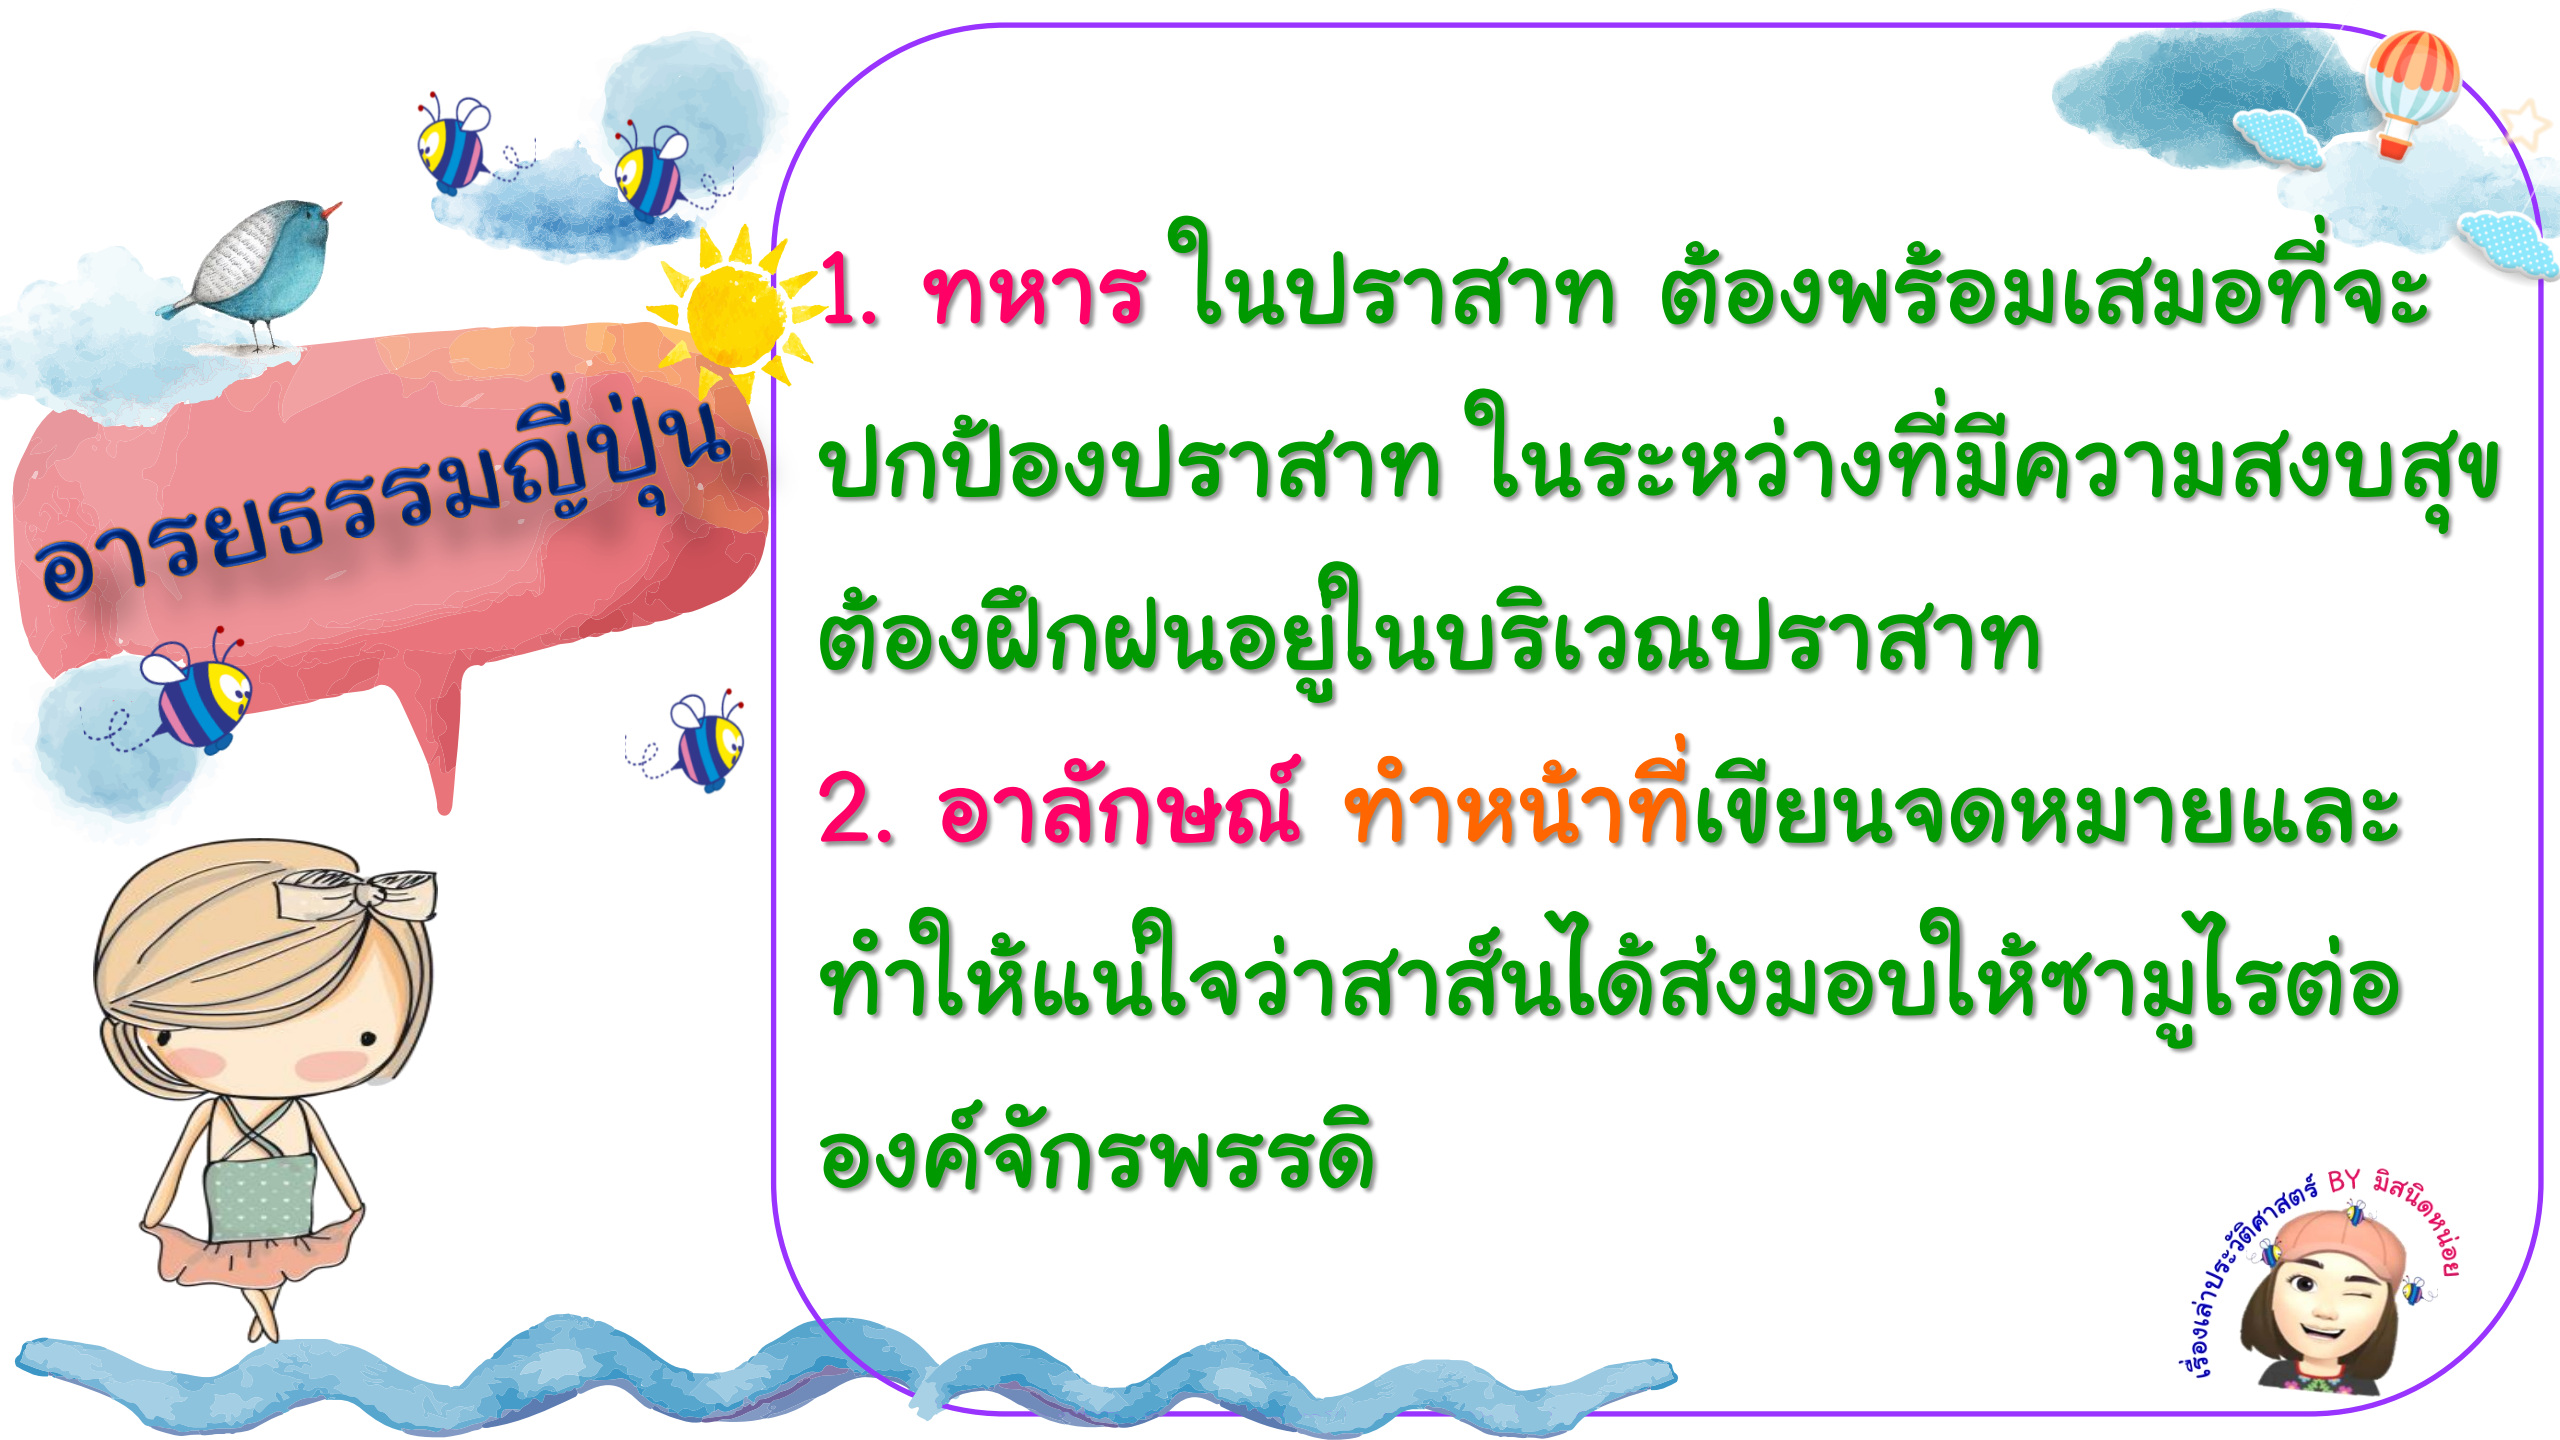 อารยธรรมญี่ปุ่น
1. ทหาร ในปราสาท ต้องพร้อมเสมอที่จะ
ปกป้องปราสาท ในระหว่างที่มีความสงบสุข
ต้องฝึกฝนอยู่ในบริเวณปราสาท
2. อาลักษณ์ ทำหน้าที่เขียนจดหมายและ
ทำให้แน่ใจว่าสาส์นได้ส่งมอบให้ซามูไรต่อ
องค์จักรพรรดิ
เรื่องเล่าประวัติศาสตร์ BY มิสนิดหน่อย